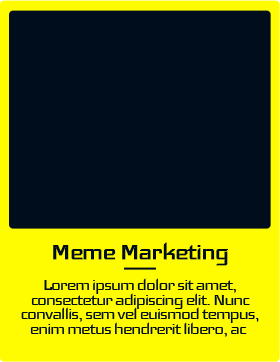 Meme Marketing
Lorem ipsum dolor sit amet,
consectetur adipiscing elit. Nunc
convallis, sem vel euismod tempus,
enim metus hendrerit libero, ac